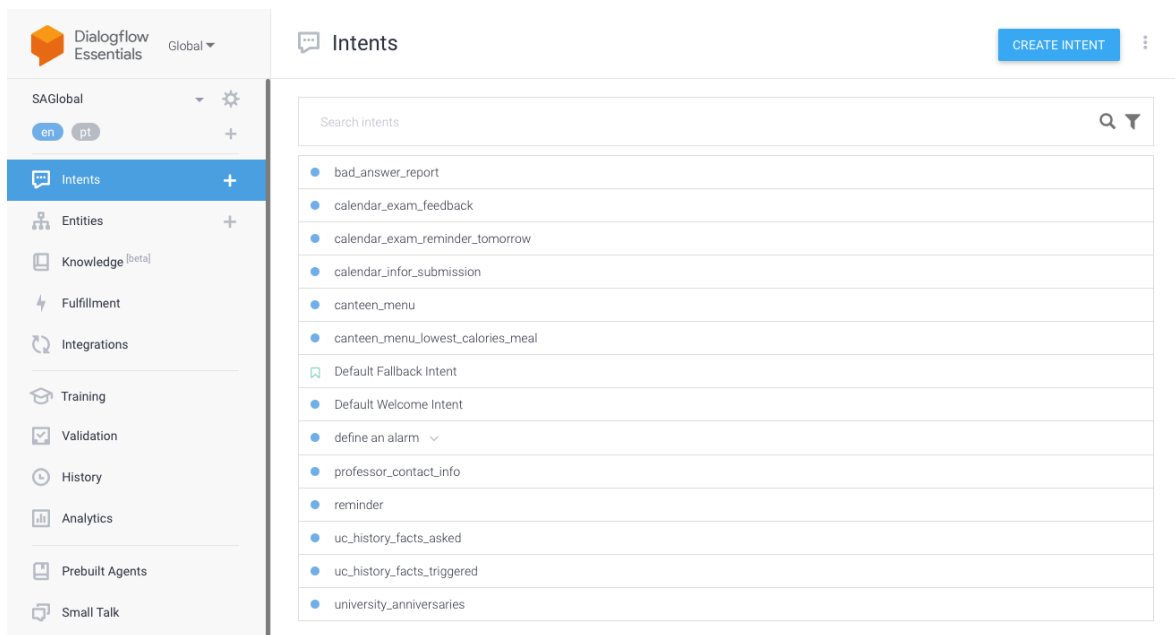 Dialogflow
Essentials
Global
SAGlobal
en pt
Intents
Entities
Knowledge [beta]
Fulfillment
Integrations
Training
Validation
History
Analytics
Prebuilt Agents
Small Talk
Intents
CREATE INTENT
Search intents
bad_answer_report
calendar_exam_feedback
calendar_exam_reminder_tomorrow
calendar_infor_submission
canteen_menu
canteen_menu_lowest_calories_meal
Default Fallback Intent
Default Welcome Intent
define an alarm
professor_contact_info
reminder
uc_history_facts_asked
uc_history_facts_triggered
university_anniversaries